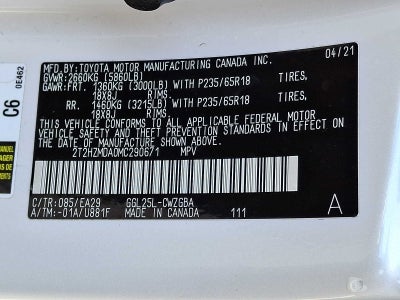 MFD. BY:TOYOTA MOTOR MANUFACTURING CANADA INC. 04/21
GVWR:2660KG (5860LB)
GAWR:FRT. 1360KG (3000LB) WITH P235/65R18 TIRES,
18X8J RIMS,
RR. 1460KG (3215LB) WITH P235/65R18 TIRES,
18X8J RIMS,
THIS VEHICLE CONFORMS TO ALL APPLICABLE FEDERAL MOTOR
VEHICLE SAFETY, BUMPER, AND THEFT PREVENTION STANDARDS IN EFFECT
ON THE DATE OF MANUFACTURE SHOWN ABOVE.
2T2HZMDA0MC290671 MPV
C/TR:085/EA29 GGL25L-CWZGBA
A/TM:-01A/U881F 111 A
C6
0E462